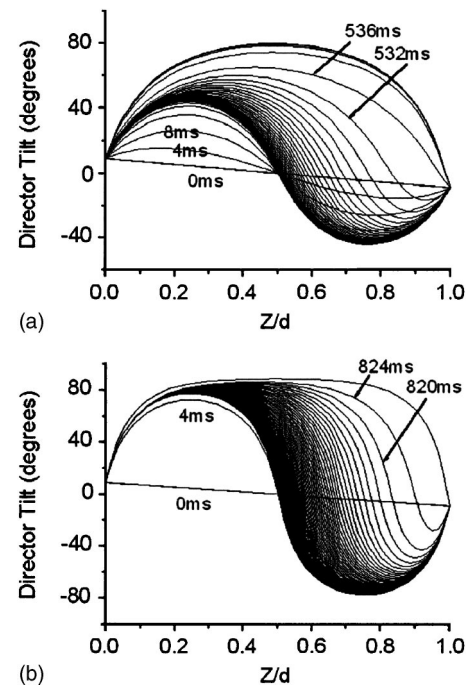 80
40
0
-40
Director Tilt (degrees)
536ms
532ms
8ms
4ms
0ms
0.0 0.2 0.4 0.6 0.8 1.0
(a)
Z/d
80
40
0
-40
-80
Director Tilt (degrees)
824ms
820ms
4ms
0ms
0.0 0.2 0.4 0.6 0.8 1.0
(b)
Z/d